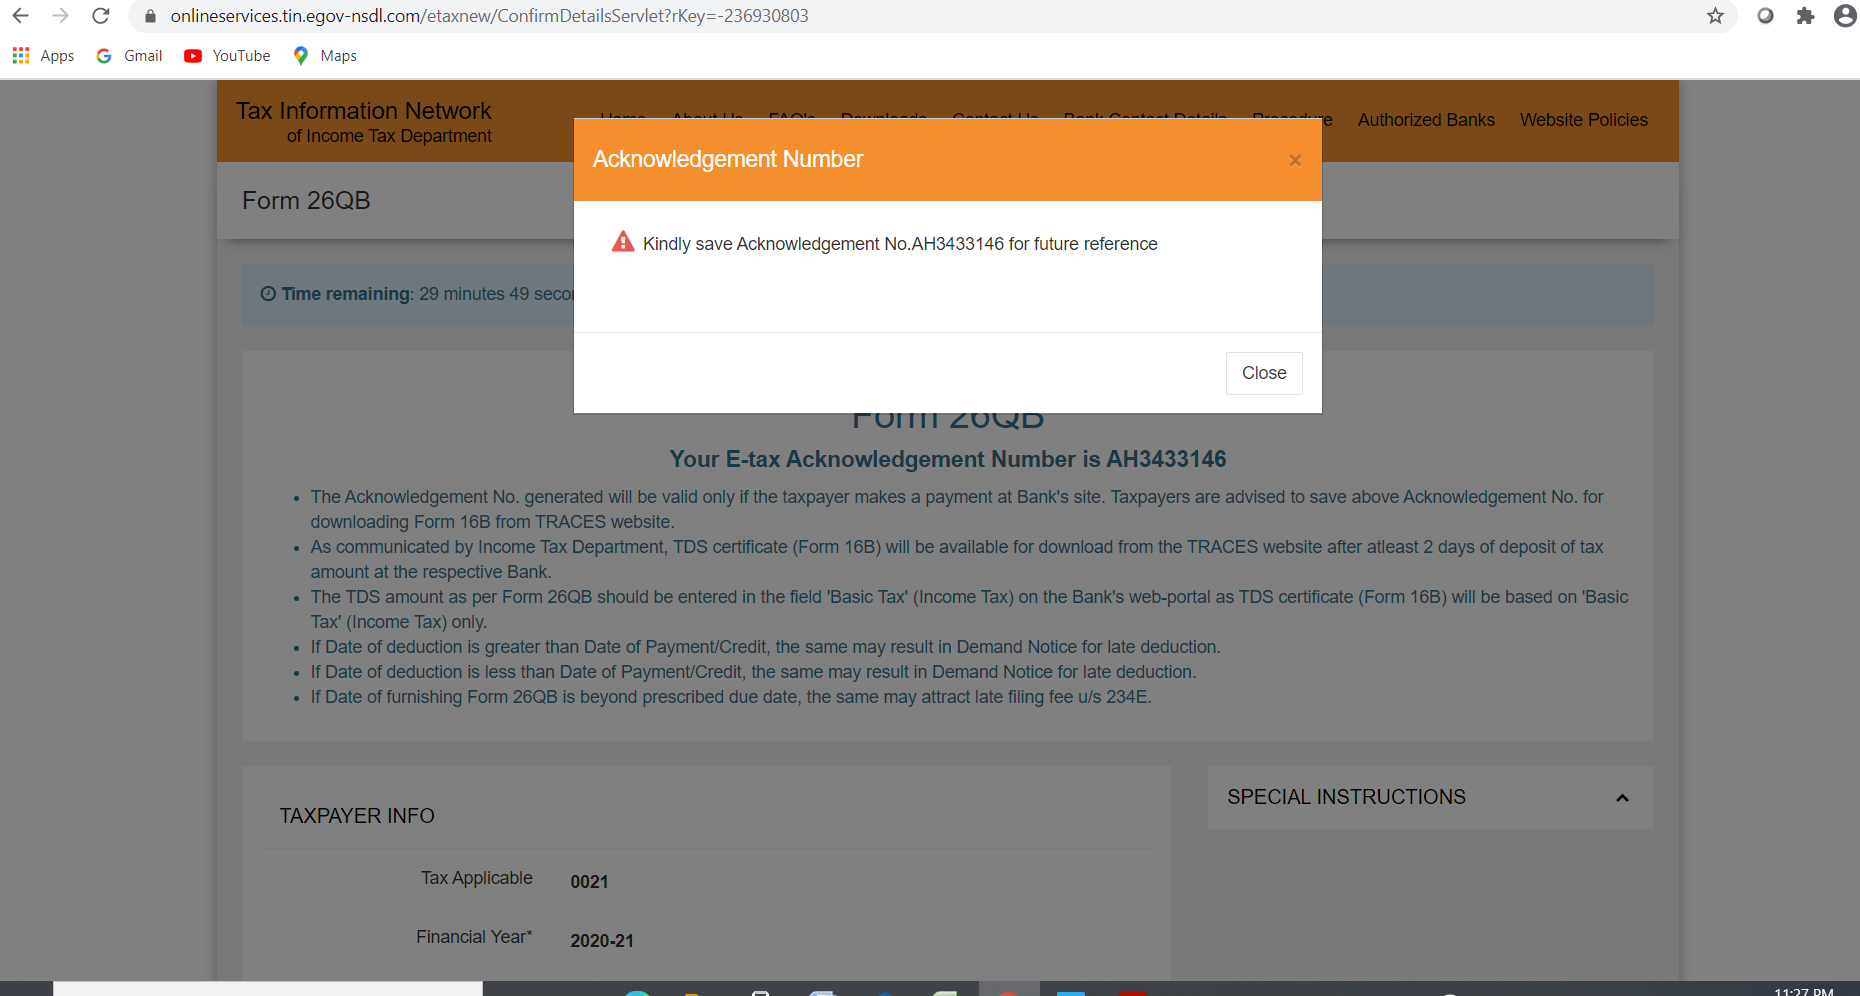 onlineservices.tin.egov-nsdl.com/etaxnew/ConfirmDetailsServlet?rKey=-236930803
Apps Gmail YouTube Maps
Tax Information Network
of Income Tax Department
Home About Us FAQ's Downloads Contact Us Bank Contact Details Procedure Authorized Banks Website Policies
Acknowledgement Number ×
Form 26QB
Kindly save Acknowledgement No.AH3433146 for future reference
Time remaining: 29 minutes 49
Close
Form 26QB
Your E-tax Acknowledgement Number is AH3433146
• The Acknowledgement No. generated will be valid only if the taxpayer makes a payment at Bank's site. Taxpayers are advised to save above Acknowledgement No. for
downloading Form 16B from TRACES website.
• As communicated by Income Tax Department, TDS certificate (Form 16B) will be available for download from the TRACES website after atleast 2 days of deposit of tax
amount at the respective Bank.
• The TDS amount as per Form 26QB should be entered in the field 'Basic Tax' (Income Tax) on the Bank's web-portal as TDS certificate (Form 16B) will be based on 'Basic
Tax' (Income Tax) only.
• If Date of deduction is greater than Date of Payment/Credit, the same may result in Demand Notice for late deduction.
• If Date of deduction is less than Date of Payment/Credit, the same may result in Demand Notice for late deduction.
• If Date of furnishing Form 26QB is beyond prescribed due date, the same may attract late filing fee u/s 234E.
TAXPAYER INFO
SPECIAL INSTRUCTIONS
Tax Applicable 0021
Financial Year* 2020-21
11:27 PM